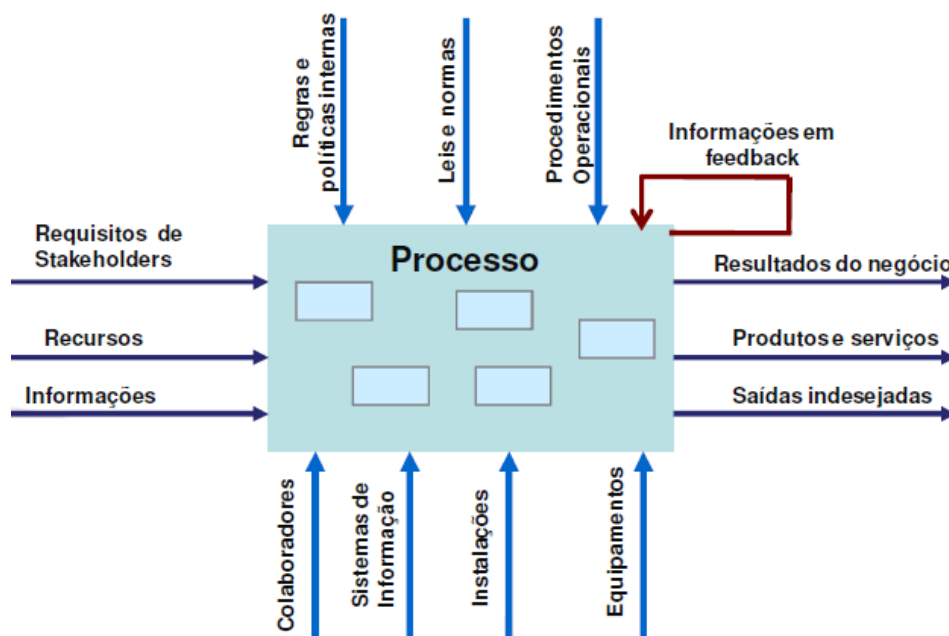 Regras e
políticas internas
Leis e normas
Procedimentos
Operacionais
Informações em
feedback
Requisitos de
Stakeholders
Processo
Resultados do negócio
Recursos
Produtos e serviços
Informações
Saídas indesejadas
Colaboradores
Sistemas de
Informação
Instalações
Equipamentos